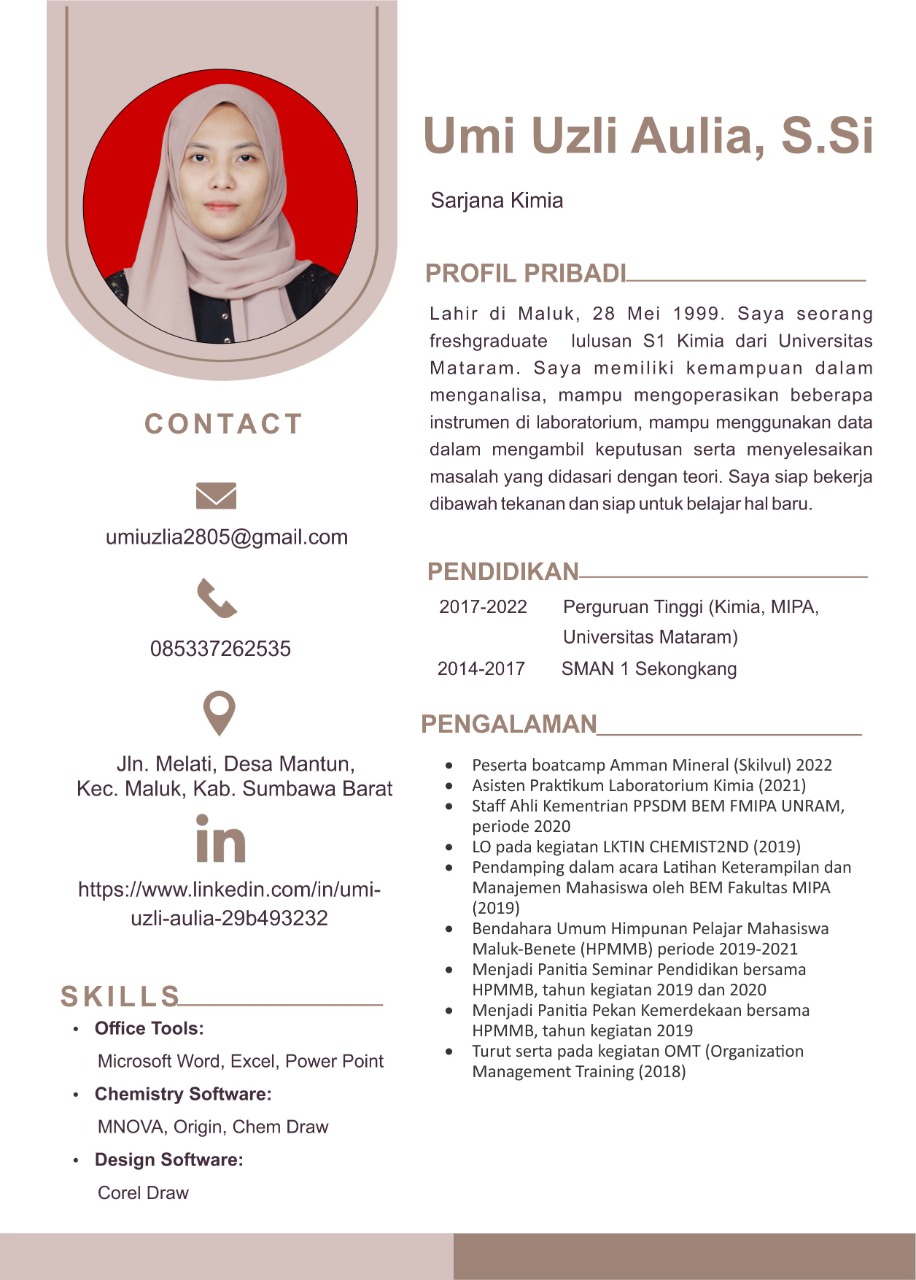 Umi Uzli Aulia, S.Si
Sarjana Kimia
PROFIL PRIBADI
Lahir di Maluk, 28 Mei 1999. Saya seorang
freshgraduate lulusan S1 Kimia dari Universitas
Mataram. Saya memiliki kemampuan dalam
menganalisa, mampu mengoperasikan beberapa
instrumen di laboratorium, mampu menggunakan data
dalam mengambil keputusan serta menyelesaikan
masalah yang didasari dengan teori. Saya siap bekerja
dibawah tekanan dan siap untuk belajar hal baru.
PENDIDIKAN
2017-2022 Perguruan Tinggi (Kimia, MIPA,
Universitas Mataram)
2014-2017 SMAN 1 Sekongkang
PENGALAMAN
• Peserta boatcamp Amman Mineral (Skilvul) 2022
• Asisten Praktikum Laboratorium Kimia (2021)
• Staff Ahli Kementrian PPSDM BEM FMIPA UNRAM,
periode 2020
• LO pada kegiatan LKTIN CHEMIST2ND (2019)
• Pendamping dalam acara Latihan Keterampilan dan
Manajemen Mahasiswa oleh BEM Fakultas MIPA
(2019)
• Bendahara Umum Himpunan Pelajar Mahasiswa
Maluk-Benete (HPMMB) periode 2019-2021
• Menjadi Panitia Seminar Pendidikan bersama
HPMMB, tahun kegiatan 2019 dan 2020
• Menjadi Panitia Pekan Kemerdekaan bersama
HPMMB, tahun kegiatan 2019
• Turut serta pada kegiatan OMT (Organization
Management Training (2018)
CONTACT
umiuzlia2805@gmail.com
085337262535
Jln. Melati, Desa Mantun,
Kec. Maluk, Kab. Sumbawa Barat
in
https://www.linkedin.com/in/umi-
uzli-aulia-29b493232
SKILLS
• Office Tools:
Microsoft Word, Excel, Power Point
• Chemistry Software:
MNOVA, Origin, Chem Draw
• Design Software:
Corel Draw